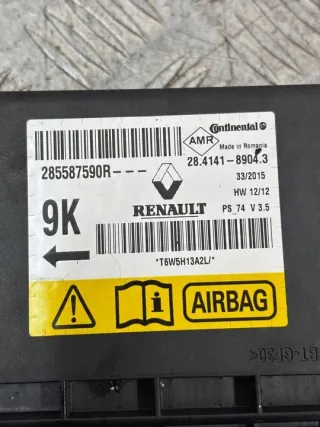 Continental
AMR
Made in Romania
285587590R---
28.4141-8904.3
33/2015
HW 12/12
9K
RENAULT
PS_74 V 3.5
*T6W5H13A2L/*
AIRBAG